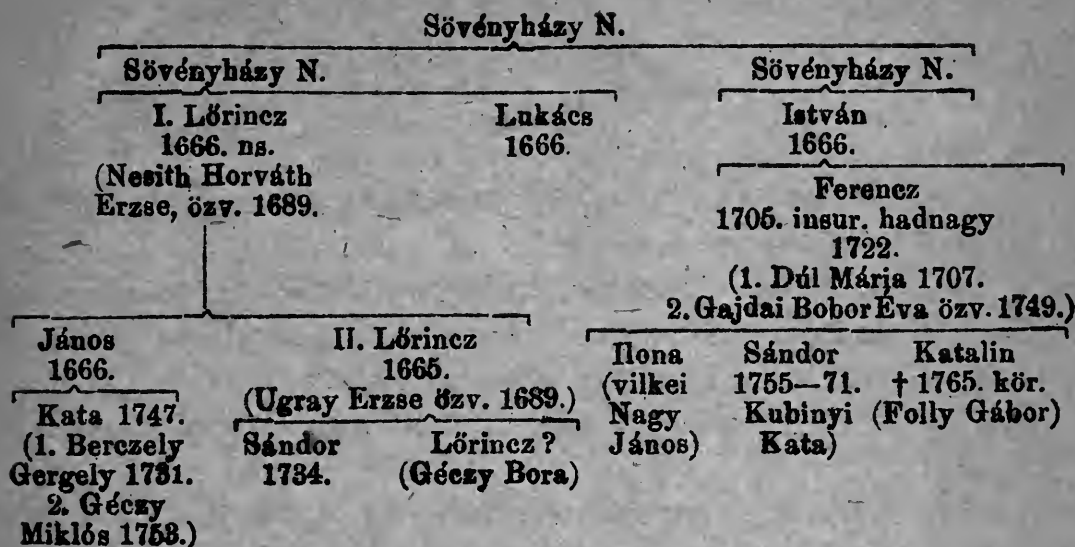 Sövényházy N.
Sövényházy N. Sövényházy N.
I. Lőrincz Lukács István
1666. ns. 1666. 1666.
(Nesith Horváth
Erzse, özv. 1689.
Ferencz
1705. insur. hadnagy
1722.
(1. Dúl Márja 1707.
2. Gajdai Bobor Éva özv. 1749.)
János II. Lőrincz
1666. 1665.
(Ugray Erzse özv. 1689.)
Kata 1747.
(1. Berczely
Gergely 1731.
2. Géczy
Miklós 1753.)
Sándor Lőrincz ?
1734. (Géczy Bora)
Ilona Sándor Katalin
(vilkei 1755—71. † 1765. kör.
Nagy Kubinyi (Folly Gábor)
János) Kata)